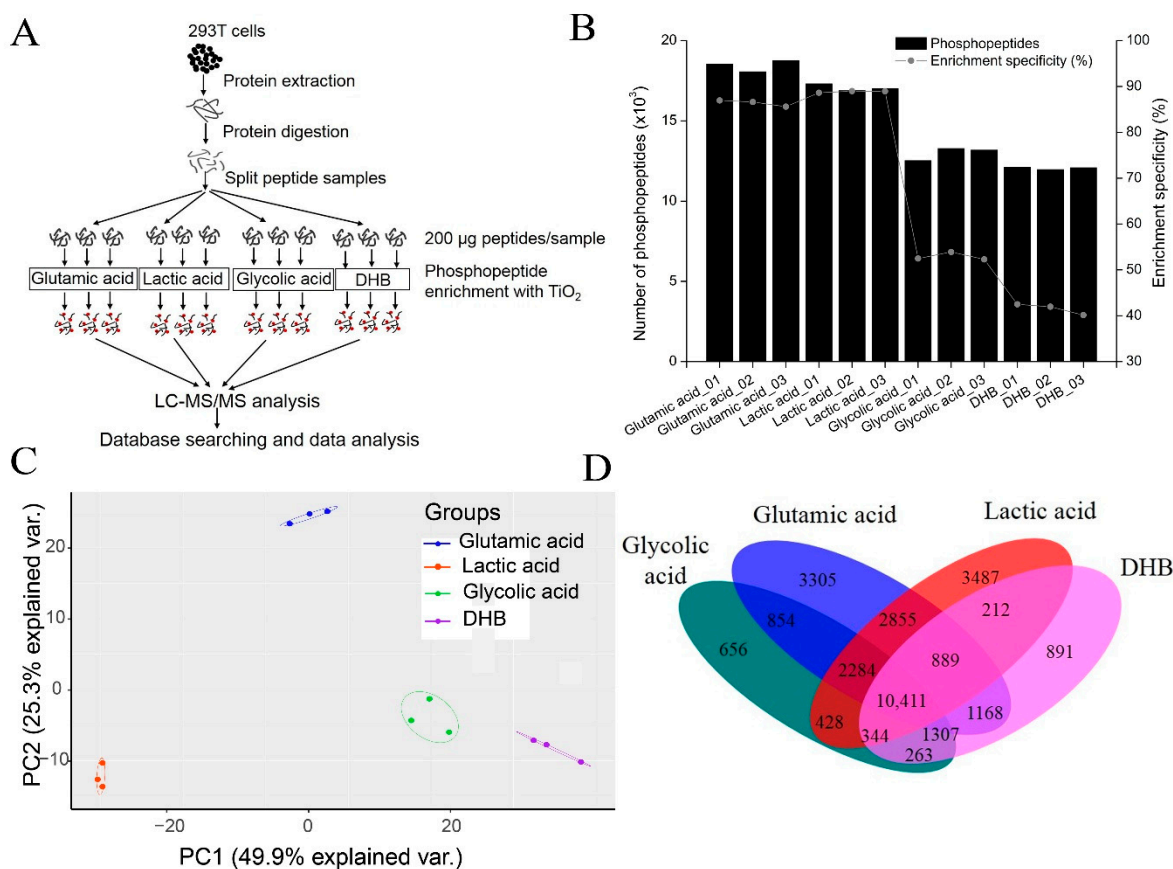 A
293T cells
Protein extraction
Protein digestion
Split peptide samples
200 µg peptides/sample
Glutamic acid
Lactic acid
Glycolic acid
DHB
Phosphopeptide
enrichment with TiO₂
LC-MS/MS analysis
Database searching and data analysis
B
Number of phosphopeptides (x10³)
20
15
10
5
0
Phosphopeptides
Enrichment specificity (%)
100
90
80
70
60
50
40
30
Enrichment specificity (%)
Glutamic acid_01
Glutamic acid_02
Glutamic acid_03
Lactic acid_01
Lactic acid_02
Lactic acid_03
Glycolic acid_01
Glycolic acid_02
Glycolic acid_03
DHB_01
DHB_02
DHB_03
C
PC2 (25.3% explained var.)
20
0
−10
Groups
Glutamic acid
Lactic acid
Glycolic acid
DHB
−20
0
20
PC1 (49.9% explained var.)
D
Glycolic
acid
Glutamic acid
Lactic acid
DHB
3305
3487
854
2855
212
656
2284
889
891
10,411
428
344
1307
1168
263